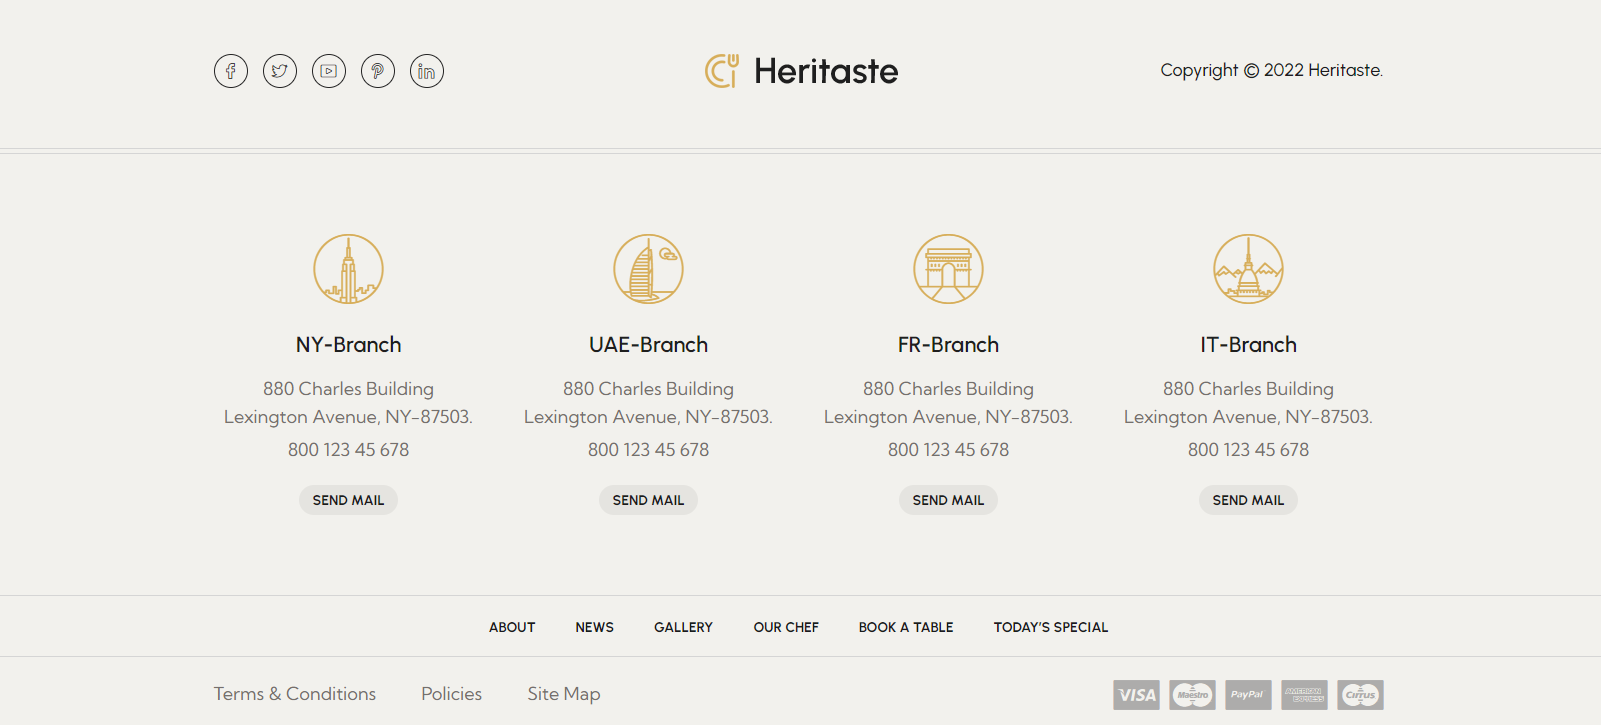 Heritaste
Copyright © 2022 Heritaste.
NY-Branch
880 Charles Building
Lexington Avenue, NY-87503.
800 123 45 678
SEND MAIL
UAE-Branch
880 Charles Building
Lexington Avenue, NY-87503.
800 123 45 678
SEND MAIL
FR-Branch
880 Charles Building
Lexington Avenue, NY-87503.
800 123 45 678
SEND MAIL
IT-Branch
880 Charles Building
Lexington Avenue, NY-87503.
800 123 45 678
SEND MAIL
ABOUT NEWS GALLERY OUR CHEF BOOK A TABLE TODAY'S SPECIAL
Terms & Conditions Policies Site Map
VISA Maestro PayPal AMERICAN EXPRESS Cirrus